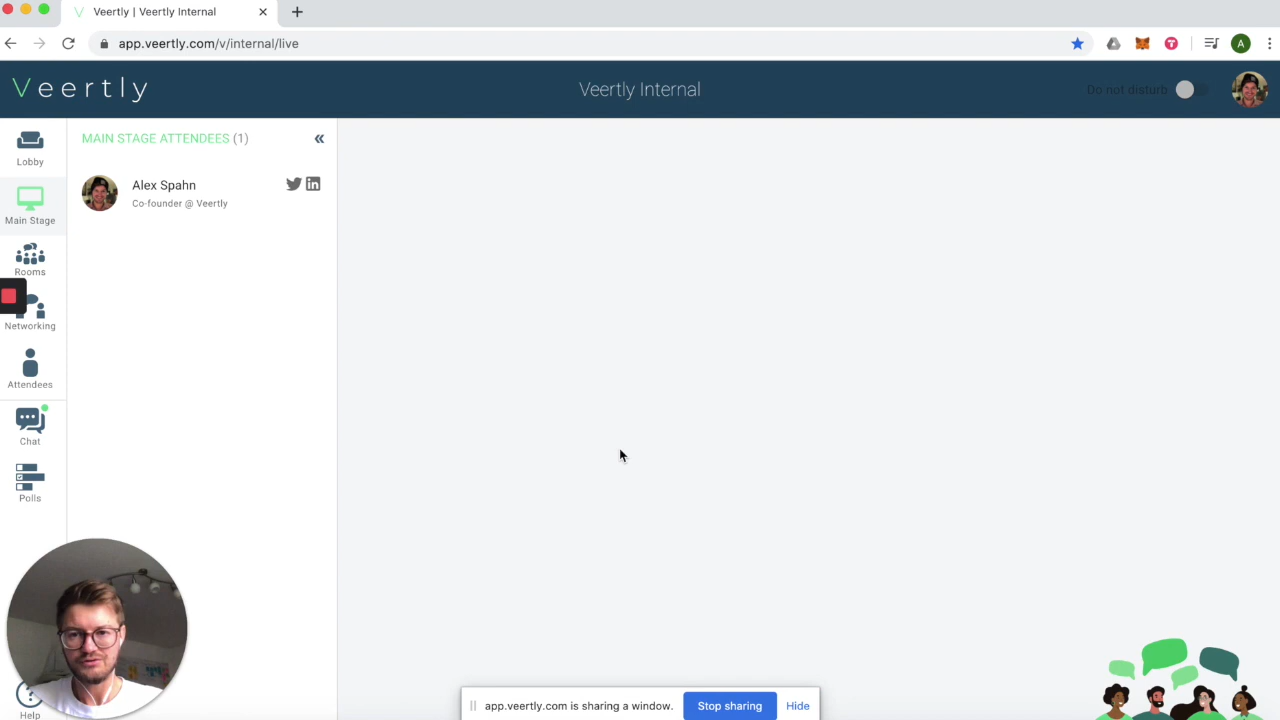 Veertly | Veertly Internal
app.veertly.com/v/internal/live
A
Veertly
Veertly Internal
Do not disturb
Lobby
Main Stage
Rooms
Networking
Attendees
Chat
Polls
Help
MAIN STAGE ATTENDEES (1)
Alex Spahn
Co-founder @ Veertly
app.veertly.com is sharing a window.
Stop sharing
Hide